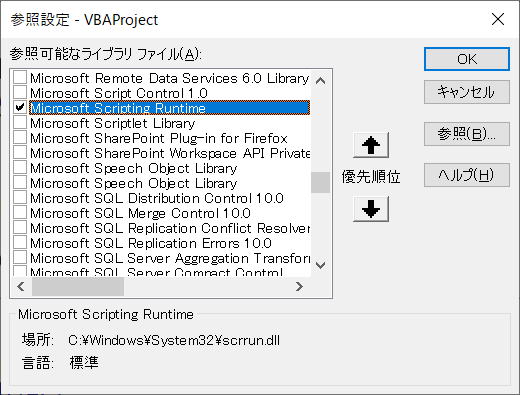 参照設定 - VBAProject
参照可能なライブラリ ファイル(A):
Microsoft Remote Data Services 6.0 Library
Microsoft Script Control 1.0
Microsoft Scripting Runtime
Microsoft Scriptlet Library
Microsoft SharePoint Plug-in for Firefox
Microsoft SharePoint Workspace API Private
Microsoft Speech Object Library
Microsoft Speech Object Library
Microsoft SQL Distribution Control 10.0
Microsoft SQL Merge Control 10.0
Microsoft SQL Replication Conflict Resolver
Microsoft SQL Replication Errors 10.0
Microsoft SQL Server Aggregation Transform
Microsoft SQL Server Compact Control
優先順位
OK
キャンセル
参照(B)...
ヘルプ(H)
Microsoft Scripting Runtime
場所: C:¥Windows¥System32¥scrrun.dll
言語: 標準